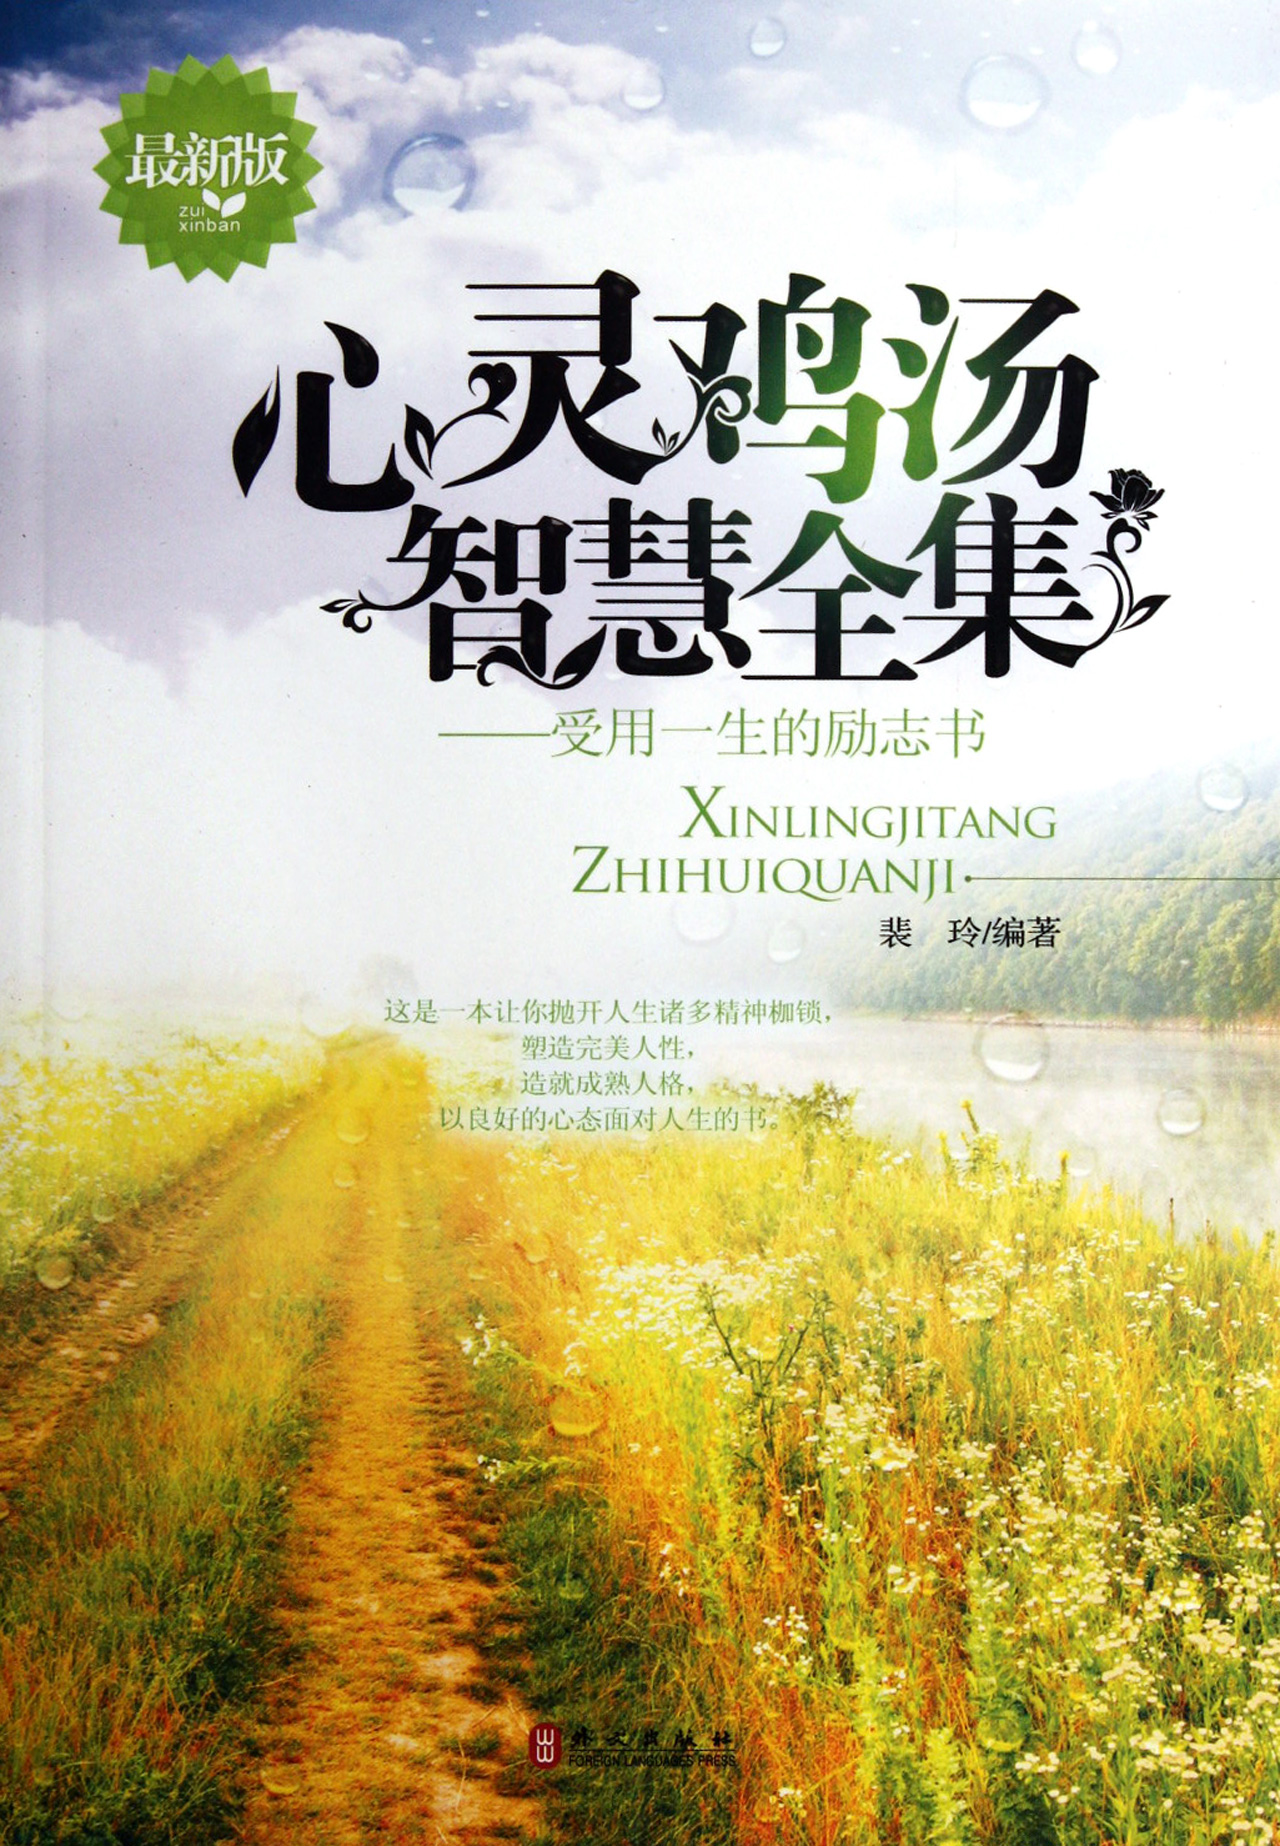 最新版
zui
xinban
心灵鸡汤
智慧全集
——受用一生的励志书
XINLINGJITANG
ZHIHUIQUANJI
裴 玲/编著
这是一本让你抛开人生诸多精神枷锁，
塑造完美人性，
造就成熟人格，
以良好的心态面对人生的书。
外文出版社
FOREIGN LANGUAGES PRESS